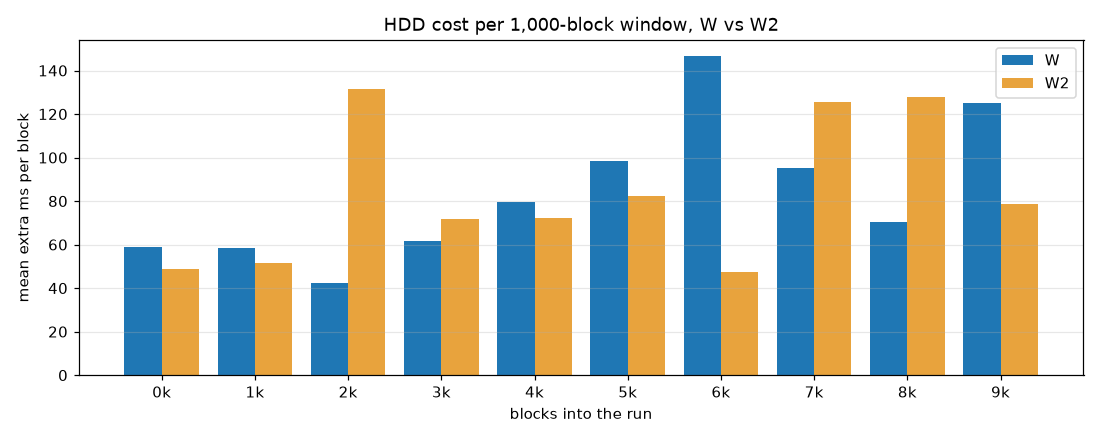 HDD cost per 1,000-block window, W vs W2
mean extra ms per block
140
120
100
80
60
40
20
0
W
W2
0k 1k 2k 3k 4k 5k 6k 7k 8k 9k
blocks into the run